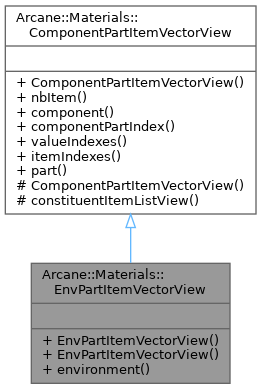 Arcane::Materials::
ComponentPartItemVectorView
+ ComponentPartItemVectorView()
+ nbItem()
+ component()
+ componentPartIndex()
+ valueIndexes()
+ itemIndexes()
+ part()
# ComponentPartItemVectorView()
# constituentItemListView()
Arcane::Materials::
EnvPartItemVectorView
+ EnvPartItemVectorView()
+ EnvPartItemVectorView()
+ environment()